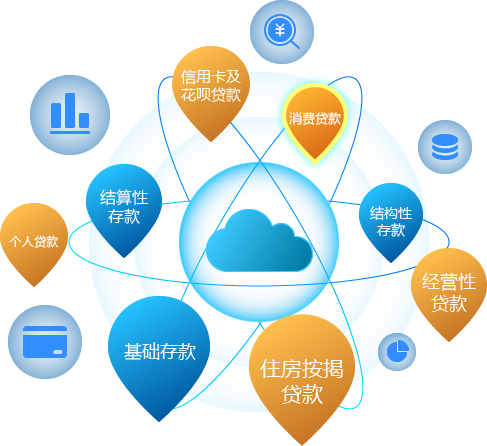 信用卡及
花呗贷款
消费贷款
结算性
存款
结构性
存款
个人贷款
经营性
贷款
基础存款
住房按揭
贷款